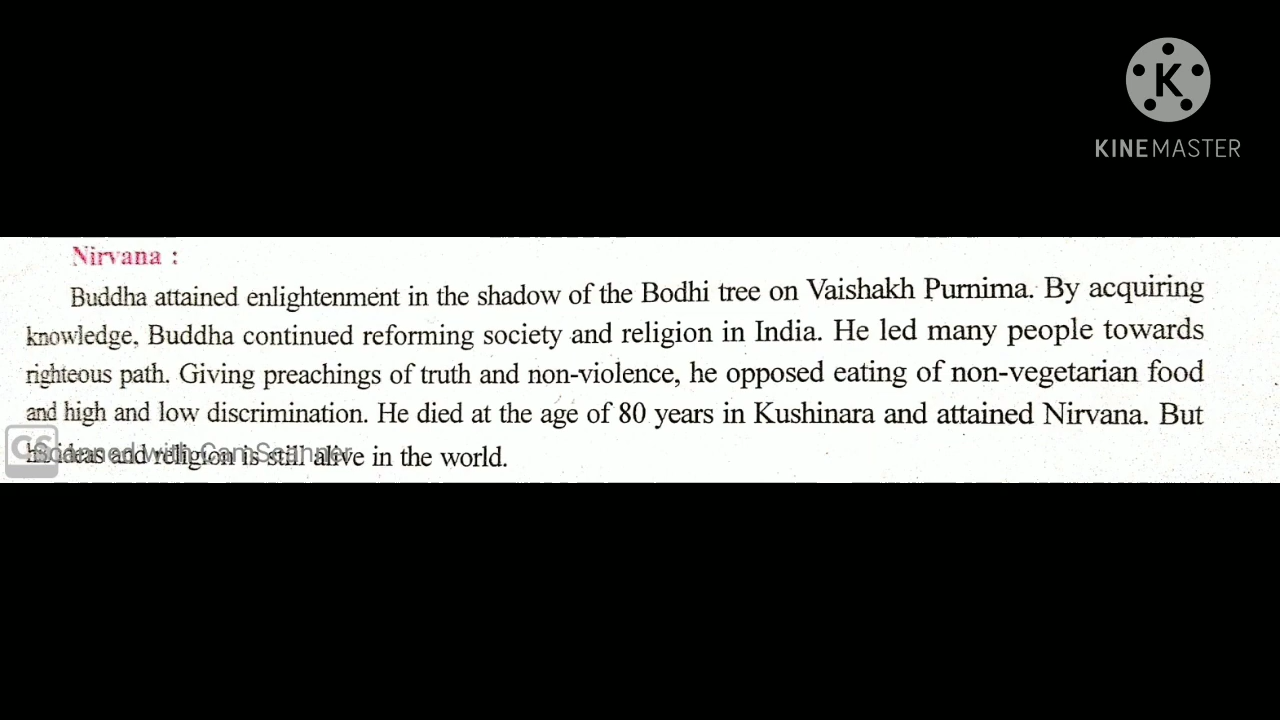 K
KINEMASTER
Nirvana :
Buddha attained enlightenment in the shadow of the Bodhi tree on Vaishakh Purnima. By acquiring
knowledge, Buddha continued reforming society and religion in India. He led many people towards
righteous path. Giving preachings of truth and non-violence, he opposed eating of non-vegetarian food
and high and low discrimination. He died at the age of 80 years in Kushinara and attained Nirvana. But
his ideas and religion is still alive in the world.
CS Scanned with CamScanner